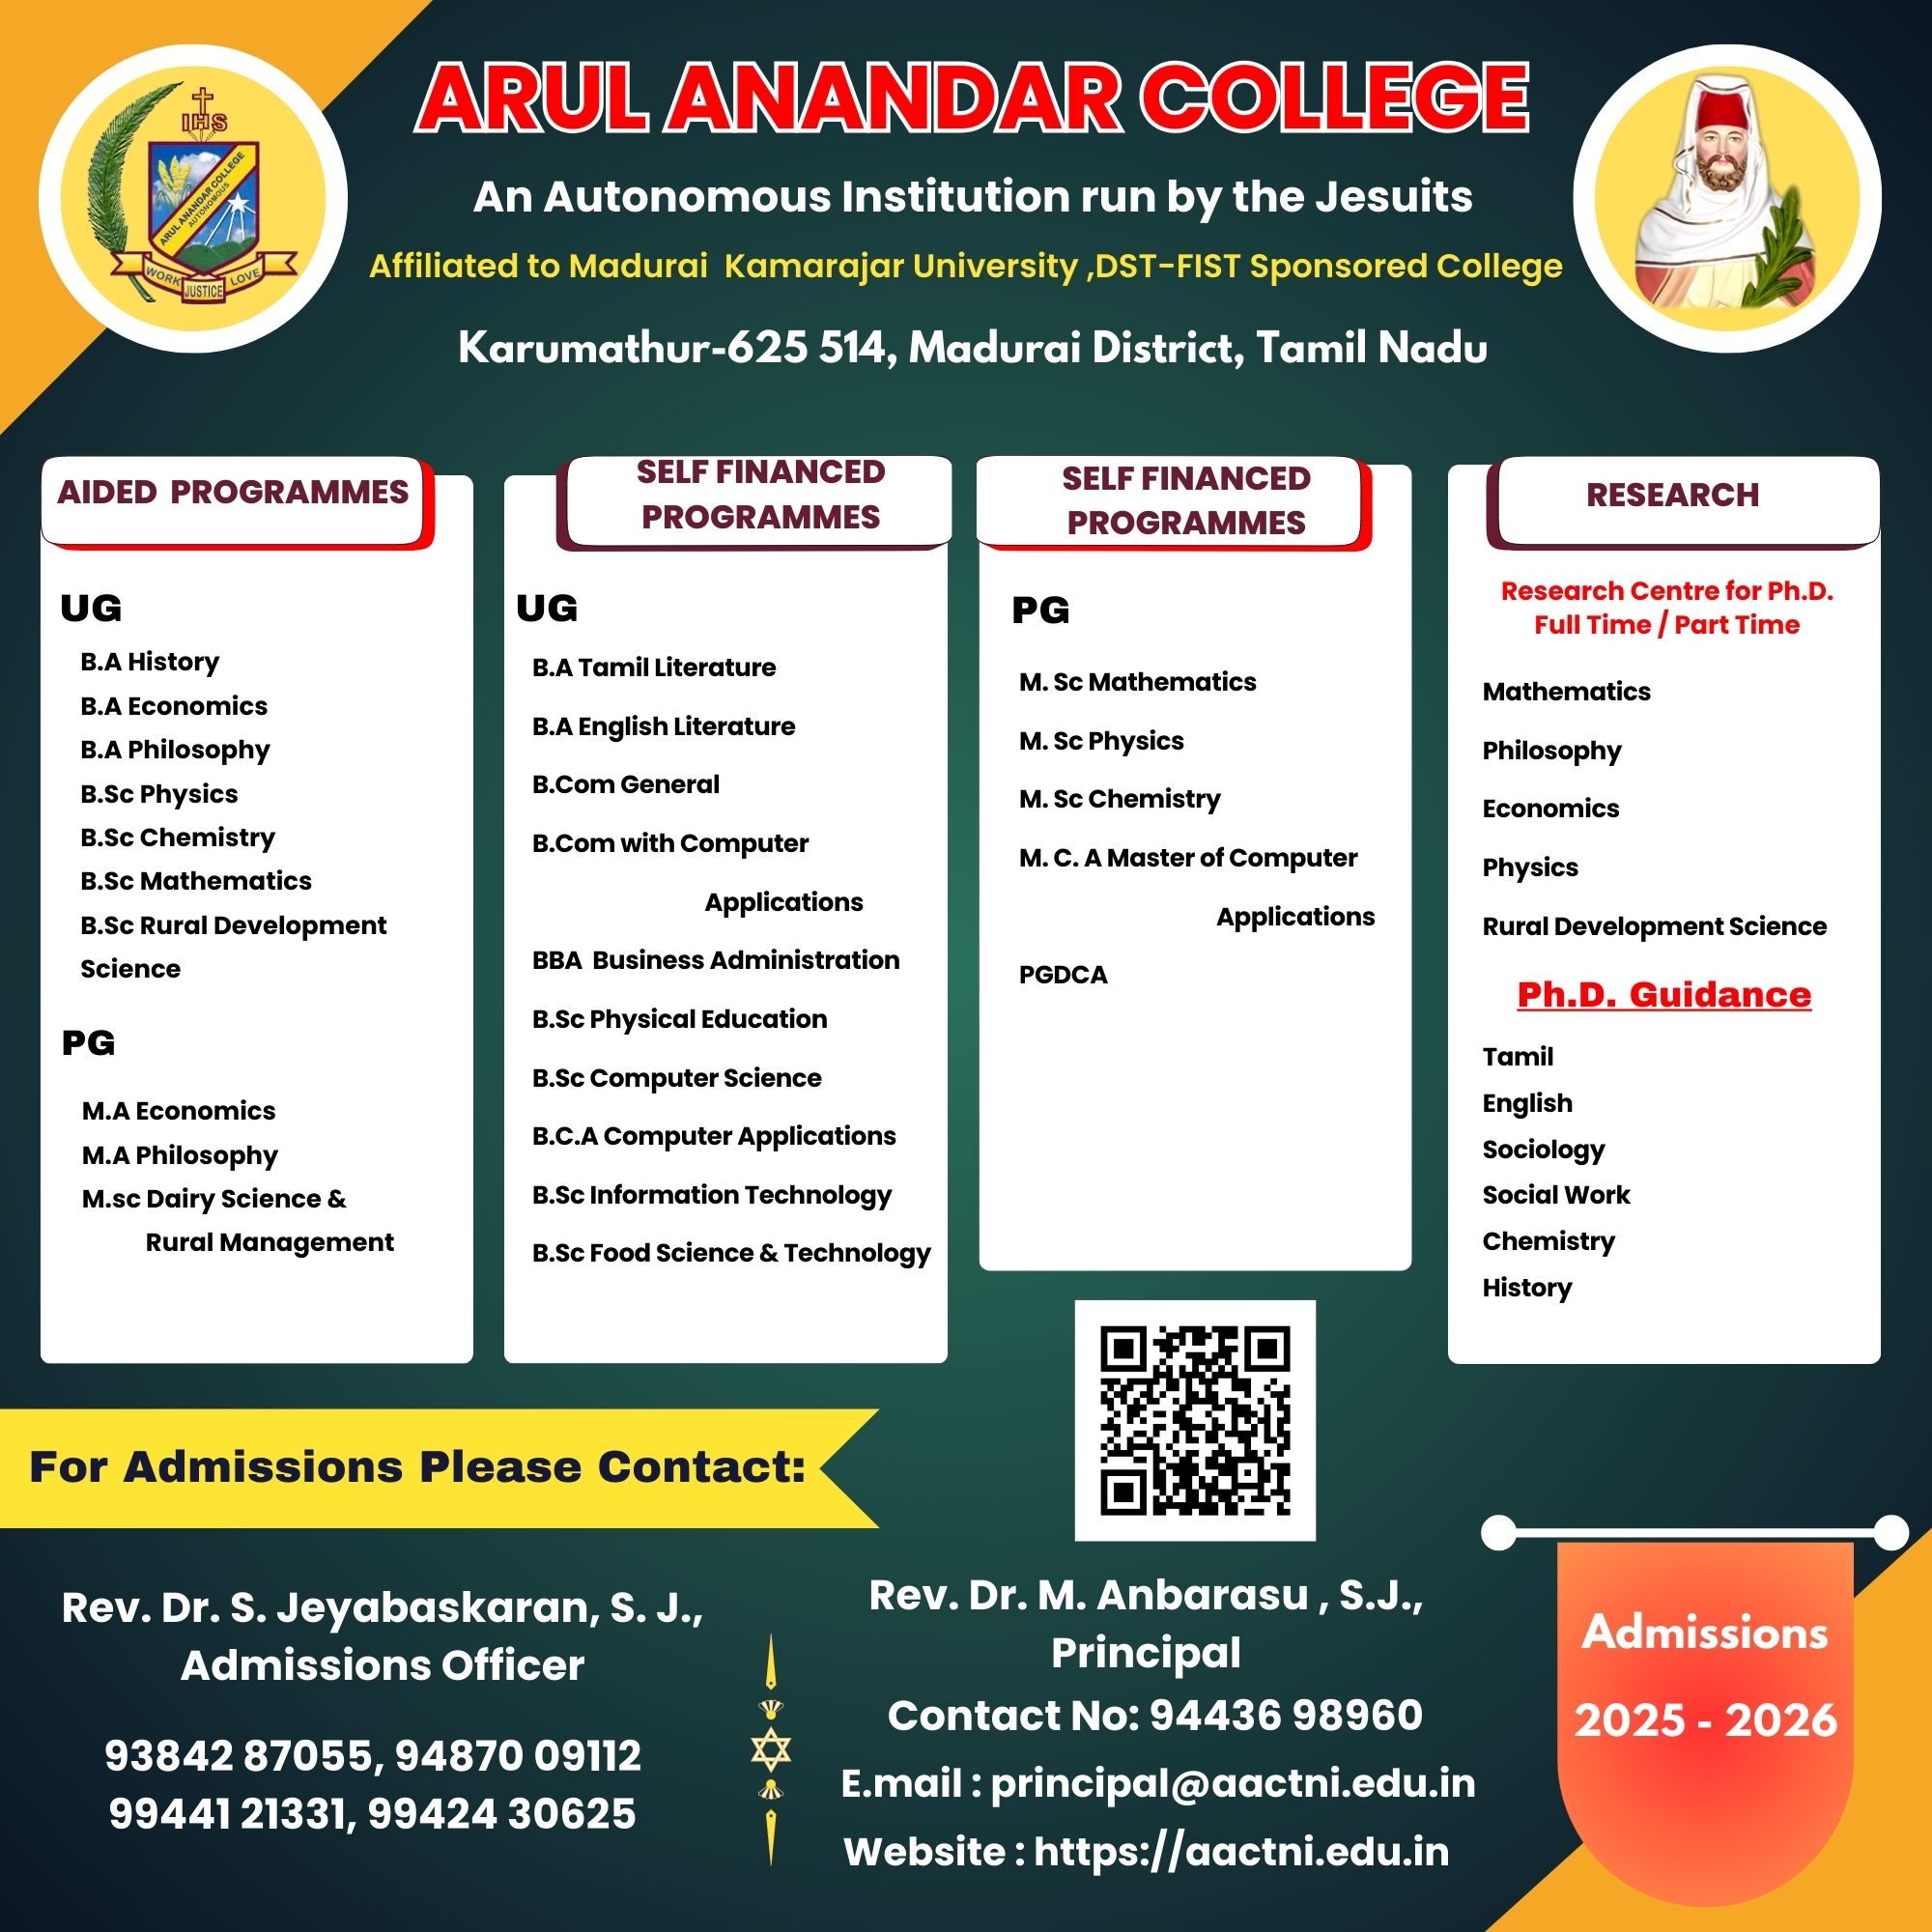 ARUL ANANDAR COLLEGE
An Autonomous Institution run by the Jesuits
Affiliated to Madurai Kamarajar University ,DST-FIST Sponsored College
Karumathur-625 514, Madurai District, Tamil Nadu
IHS
ARUL ANANDAR COLLEGE
AUTONOMOUS
WORK JUSTICE LOVE
AIDED PROGRAMMES
UG
B.A History
B.A Economics
B.A Philosophy
B.Sc Physics
B.Sc Chemistry
B.Sc Mathematics
B.Sc Rural Development
Science
PG
M.A Economics
M.A Philosophy
M.sc Dairy Science &
Rural Management
SELF FINANCED
PROGRAMMES
UG
B.A Tamil Literature
B.A English Literature
B.Com General
B.Com with Computer
Applications
BBA Business Administration
B.Sc Physical Education
B.Sc Computer Science
B.C.A Computer Applications
B.Sc Information Technology
B.Sc Food Science & Technology
SELF FINANCED
PROGRAMMES
PG
M. Sc Mathematics
M. Sc Physics
M. Sc Chemistry
M. C. A Master of Computer
Applications
PGDCA
RESEARCH
Research Centre for Ph.D.
Full Time / Part Time
Mathematics
Philosophy
Economics
Physics
Rural Development Science
Ph.D. Guidance
Tamil
English
Sociology
Social Work
Chemistry
History
For Admissions Please Contact:
Rev. Dr. S. Jeyabaskaran, S. J.,
Admissions Officer
93842 87055, 94870 09112
99441 21331, 99424 30625
Rev. Dr. M. Anbarasu , S.J.,
Principal
Contact No: 94436 98960
E.mail : principal@aactni.edu.in
Website : https://aactni.edu.in
Admissions
2025 - 2026